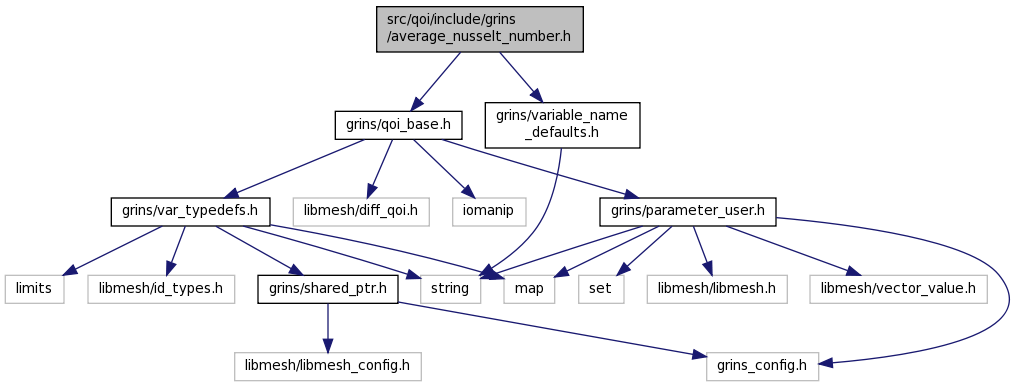 src/qoi/include/grins
/average_nusselt_number.h
grins/qoi_base.h
grins/variable_name
_defaults.h
grins/var_typedefs.h
libmesh/diff_qoi.h
iomanip
grins/parameter_user.h
limits
libmesh/id_types.h
grins/shared_ptr.h
string
map
set
libmesh/libmesh.h
libmesh/vector_value.h
libmesh/libmesh_config.h
grins_config.h